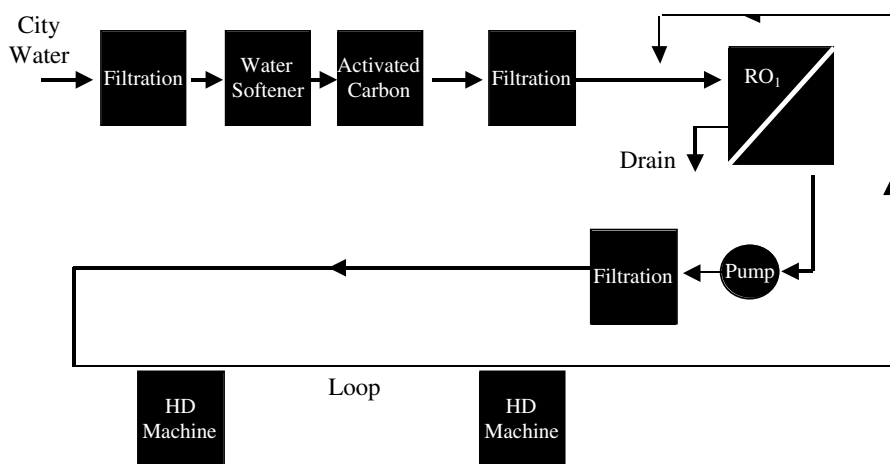 City
Water
Filtration
Water
Softener
Activated
Carbon
Filtration
RO₁
Drain
Filtration
Pump
Loop
HD
Machine
HD
Machine